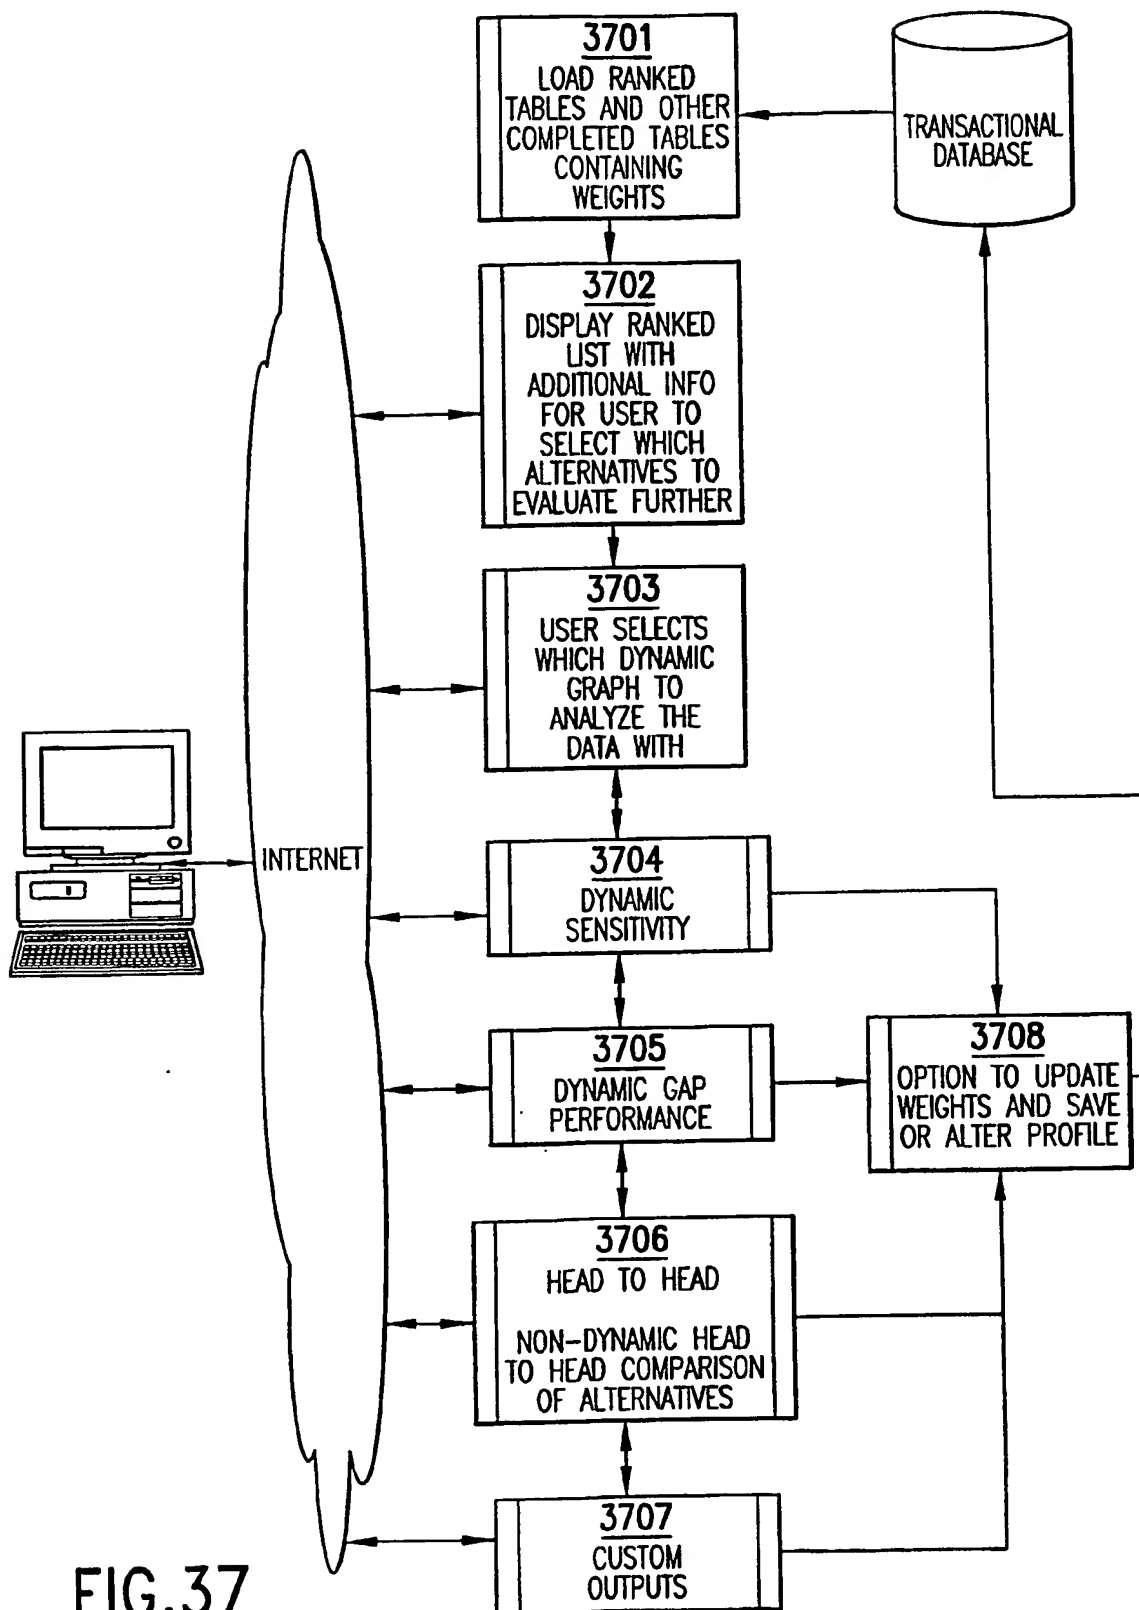 3701
LOAD RANKED
TABLES AND OTHER
COMPLETED TABLES
CONTAINING
WEIGHTS
TRANSACTIONAL
DATABASE
3702
DISPLAY RANKED
LIST WITH
ADDITIONAL INFO
FOR USER TO
SELECT WHICH
ALTERNATIVES TO
EVALUATE FURTHER
3703
USER SELECTS
WHICH DYNAMIC
GRAPH TO
ANALYZE THE
DATA WITH
INTERNET
3704
DYNAMIC
SENSITIVITY
3705
DYNAMIC GAP
PERFORMANCE
3708
OPTION TO UPDATE
WEIGHTS AND SAVE
OR ALTER PROFILE
3706
HEAD TO HEAD
NON-DYNAMIC HEAD
TO HEAD COMPARISON
OF ALTERNATIVES
3707
CUSTOM
OUTPUTS
FIG.37